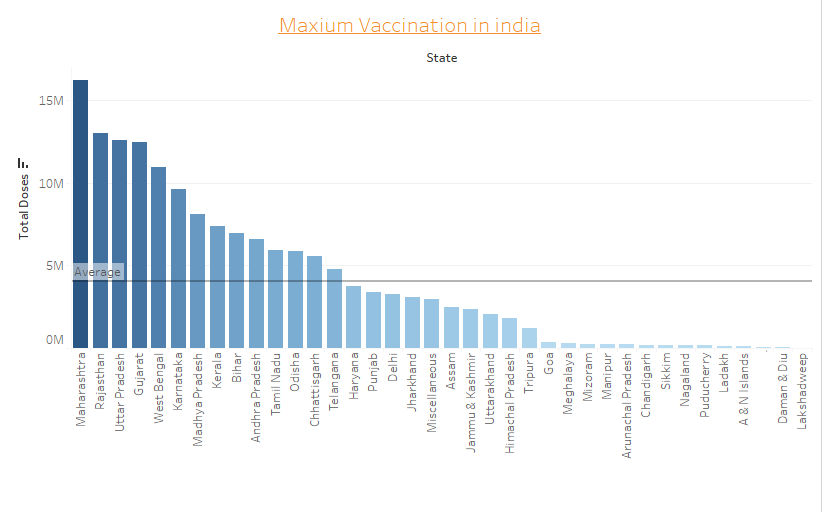 Maxium Vaccination in india
State
Total Doses
15M
10M
5M
0M
Average
Maharashtra
Rajasthan
Uttar Pradesh
Gujarat
West Bengal
Karnataka
Madhya Pradesh
Kerala
Bihar
Andhra Pradesh
Tamil Nadu
Odisha
Chhattisgarh
Telangana
Haryana
Punjab
Delhi
Jharkhand
Miscellaneous
Assam
Jammu & Kashmir
Uttarakhand
Himachal Pradesh
Tripura
Goa
Meghalaya
Mizoram
Manipur
Arunachal Pradesh
Chandigarh
Sikkim
Nagaland
Puducherry
Ladakh
A & N Islands
.
Daman & Diu
Lakshadweep